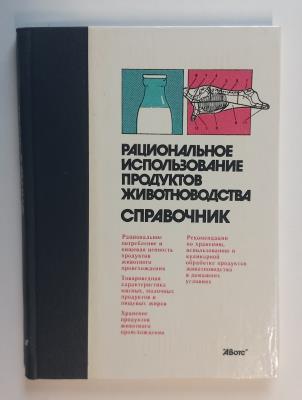 РАЦИОНАЛЬНОЕ
ИСПОЛЬЗОВАНИЕ
ПРОДУКТОВ
ЖИВОТНОВОДСТВА
СПРАВОЧНИК
Рациональное
потребление и
пищевая ценность
продуктов
животного
происхождения
Товароведная
характеристика
мясных, молочных
продуктов и
пищевых жиров
Хранение
продуктов
животного
происхождения
Рекомендации
по хранению,
использованию и
кулинарной
обработке продуктов
животноводства
в домашних
условиях
"Авотс"